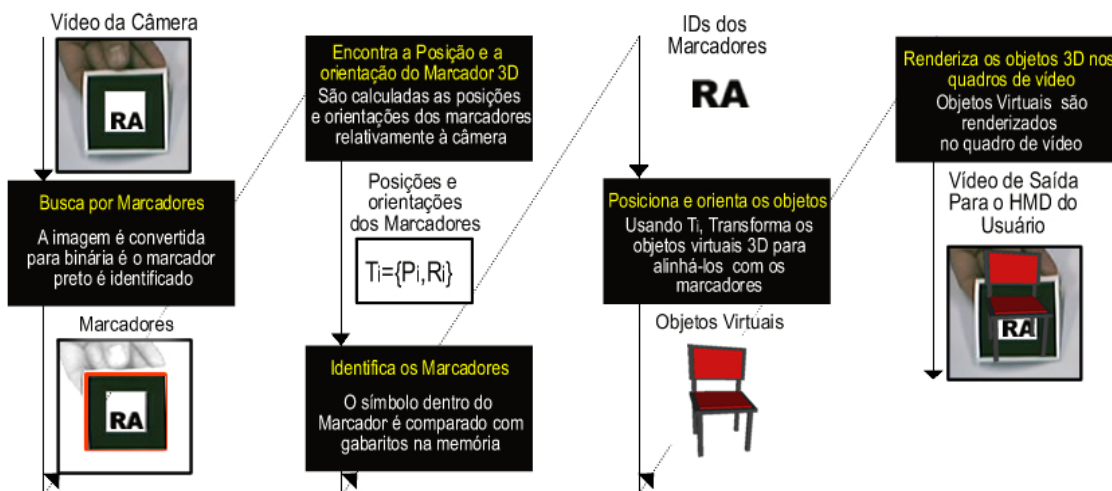 Vídeo da Câmera
RA
Busca por Marcadores
A imagem é convertida
para binária é o marcador
preto é identificado
Marcadores
RA
Encontra a Posição e a
orientação do Marcador 3D
São calculadas as posições
e orientações dos marcadores
relativamente à câmera
Posições e
orientações
dos Marcadores
Ti={Pi,Ri}
Identifica os Marcadores
O símbolo dentro do
Marcador é comparado com
gabaritos na memória
IDs dos
Marcadores
RA
Posiciona e orienta os objetos
Usando Ti, Transforma os
objetos virtuais 3D para
alinhá-los com os
marcadores
Objetos Virtuais
Renderiza os objetos 3D nos
quadros de vídeo
Objetos Virtuais são
renderizados
no quadro de vídeo
Vídeo de Saída
Para o HMD do
Usuário
RA